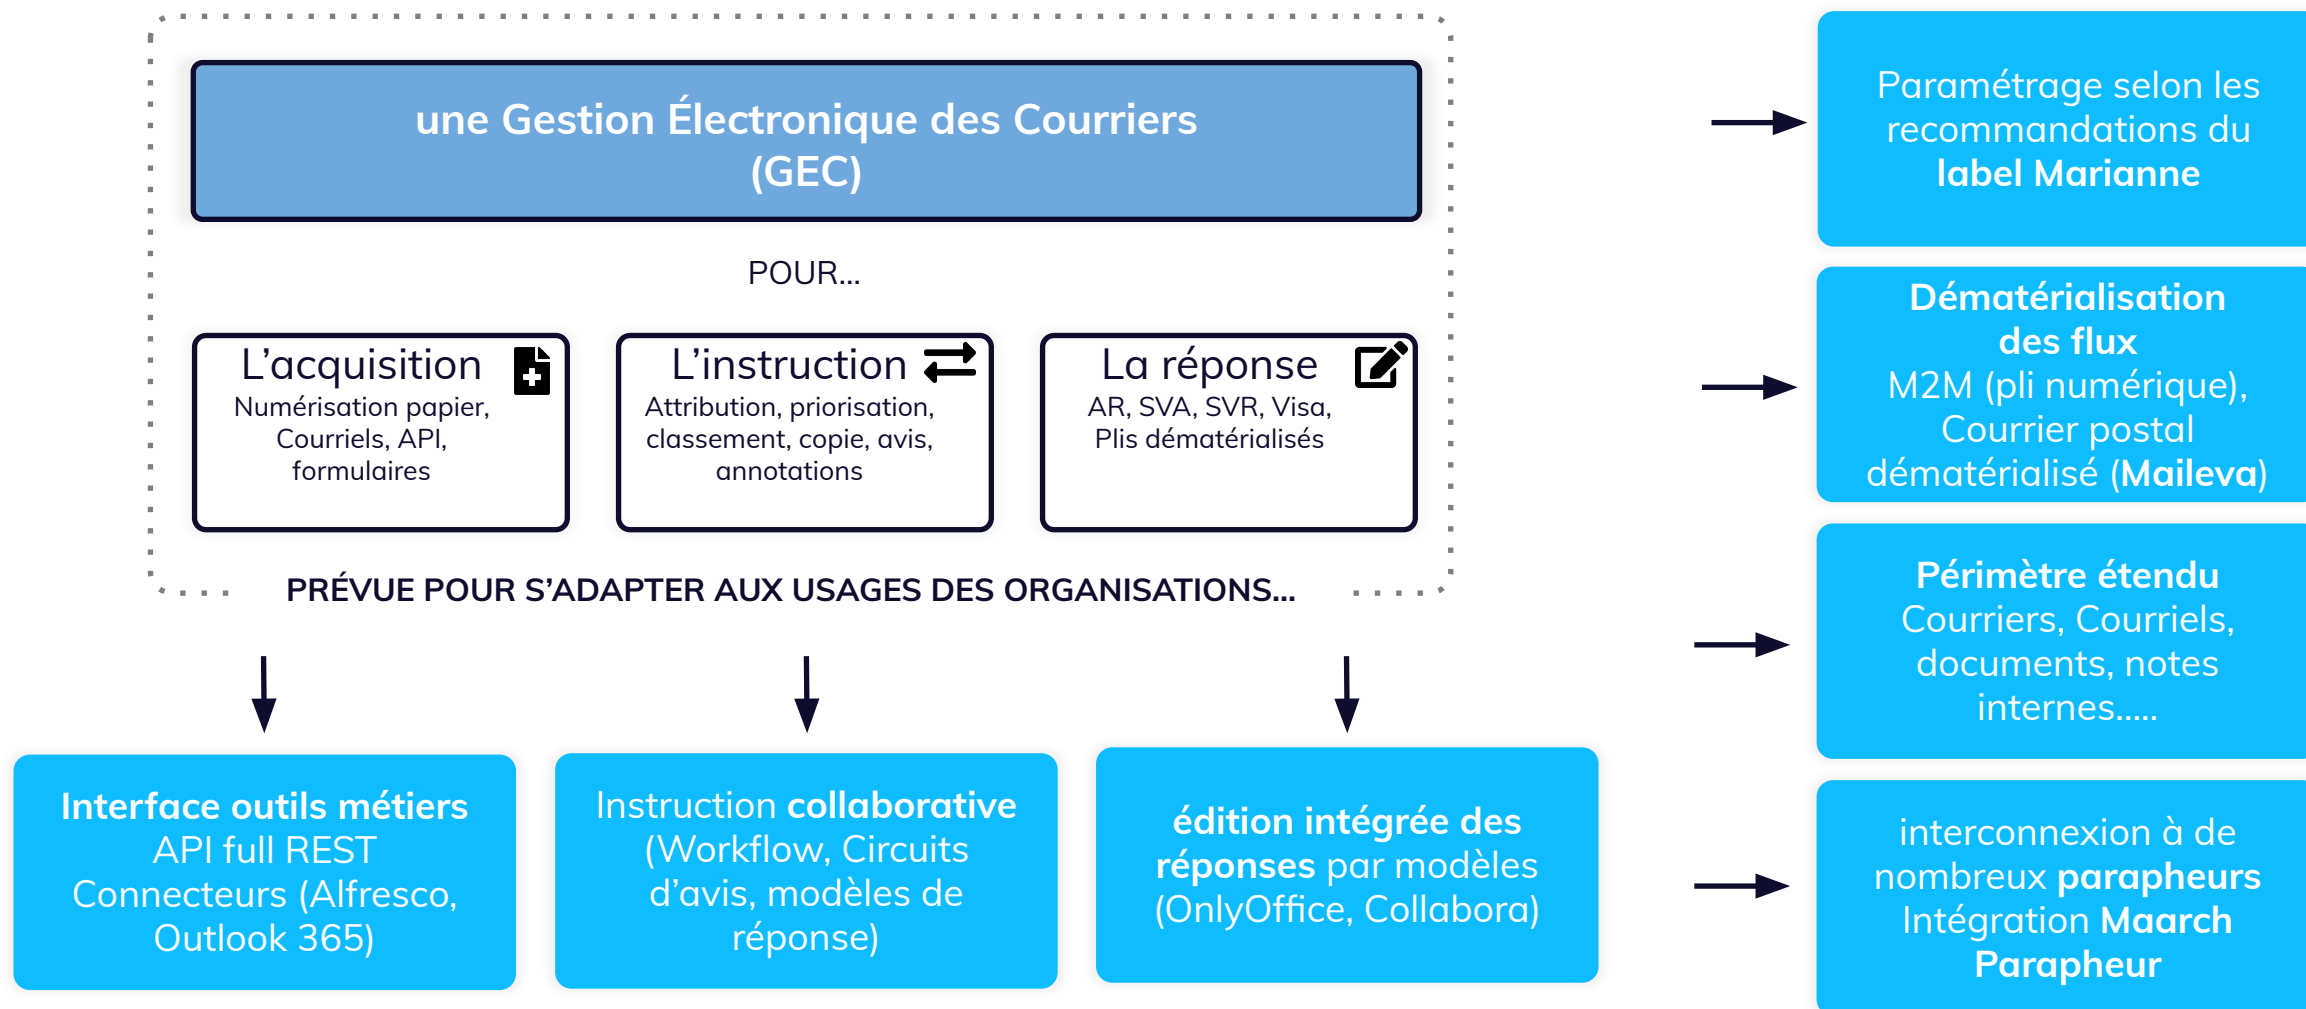 une Gestion Électronique des Courriers
(GEC)
POUR...
L’acquisition
Numérisation papier,
Courriels, API,
formulaires
L’instruction
Attribution, priorisation,
classement, copie, avis,
annotations
La réponse
AR, SVA, SVR, Visa,
Plis dématérialisés
PRÉVUE POUR S’ADAPTER AUX USAGES DES ORGANISATIONS...
Interface outils métiers
API full REST
Connecteurs (Alfresco,
Outlook 365)
Instruction collaborative
(Workflow, Circuits
d’avis, modèles de
réponse)
édition intégrée des
réponses par modèles
(OnlyOffice, Collabora)
Paramétrage selon les
recommandations du
label Marianne
Dématérialisation
des flux
M2M (pli numérique),
Courrier postal
dématérialisé (Maileva)
Périmètre étendu
Courriers, Courriels,
documents, notes
internes.....
interconnexion à de
nombreux parapheurs
Intégration Maarch
Parapheur